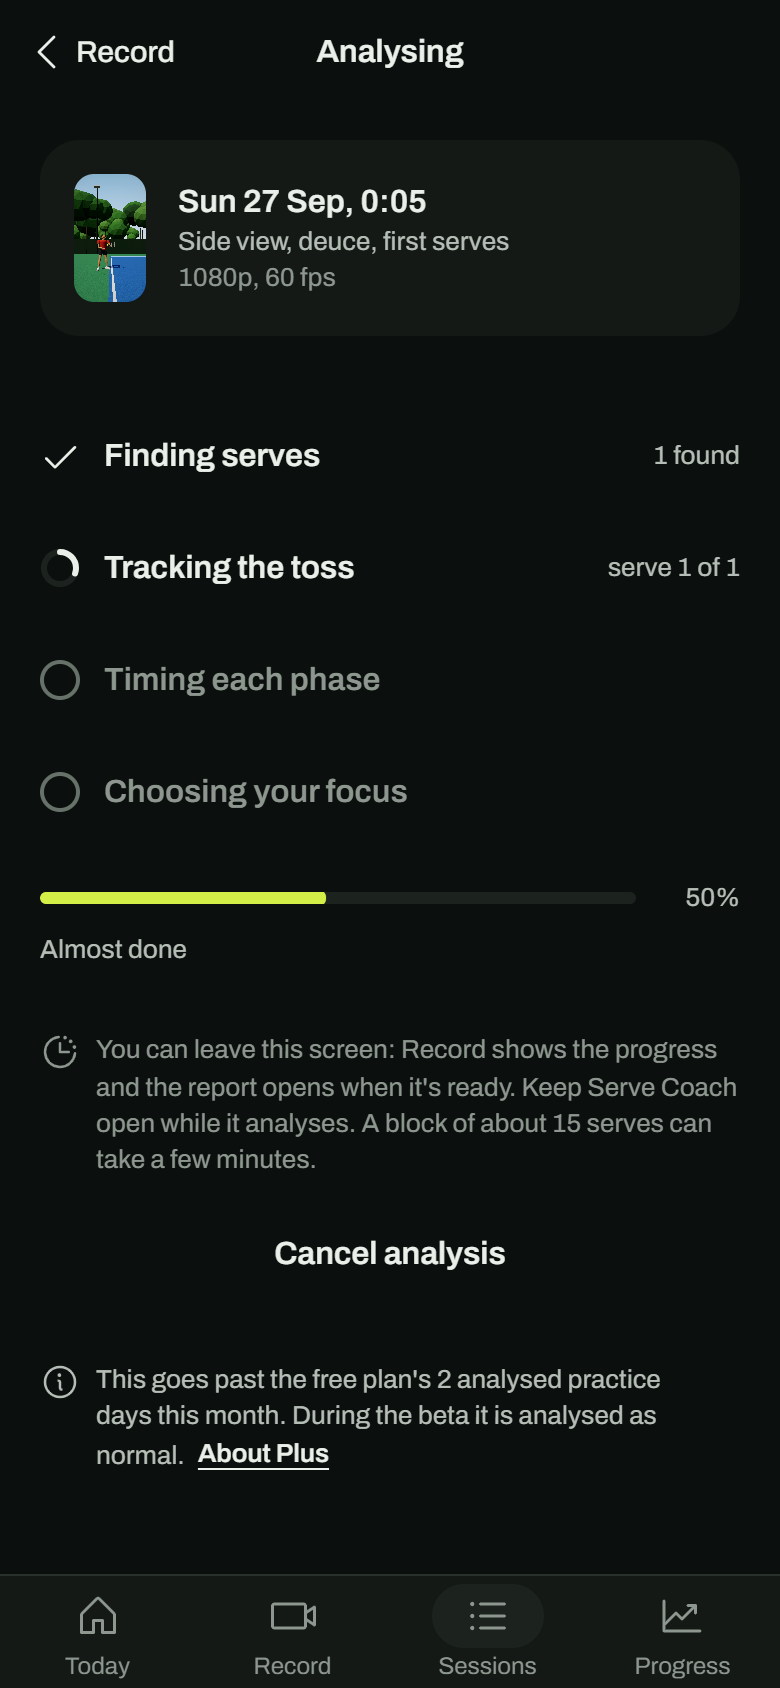 Record
Analysing
Sun 27 Sep, 0:05
Side view, deuce, first serves
1080p, 60 fps
Finding serves
1 found
Tracking the toss
serve 1 of 1
Timing each phase
Choosing your focus
50%
Almost done
You can leave this screen: Record shows the progress
and the report opens when it's ready. Keep Serve Coach
open while it analyses. A block of about 15 serves can
take a few minutes.
Cancel analysis
This goes past the free plan's 2 analysed practice
days this month. During the beta it is analysed as
normal. About Plus
Today
Record
Sessions
Progress